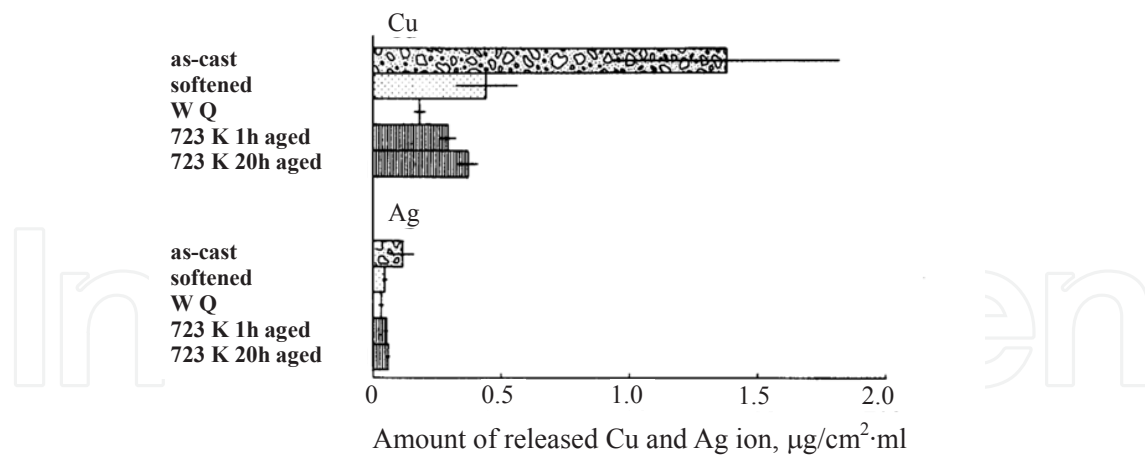 Cu
as-cast
softened
W Q
723 K 1h aged
723 K 20h aged
Ag
as-cast
softened
W Q
723 K 1h aged
723 K 20h aged
0 0.5 1.0 1.5 2.0
Amount of released Cu and Ag ion, μg/cm²·ml